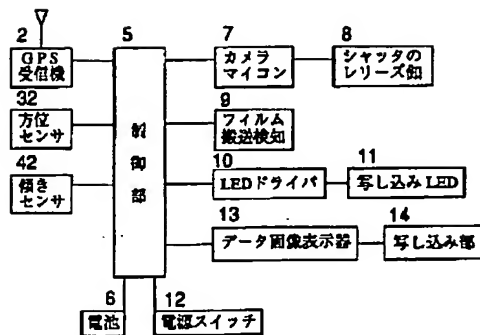 2
GPS
受信機
32
方位
センサ
42
傾き
センサ
5
制
御
部
7
カメラ
マイコン
8
シャッタの
レリーズ釦
9
フィルム
搬送検知
10
LEDドライバ
11
写し込みLED
13
データ画像表示器
14
写し込み部
6
電池
12
電源スイッチ